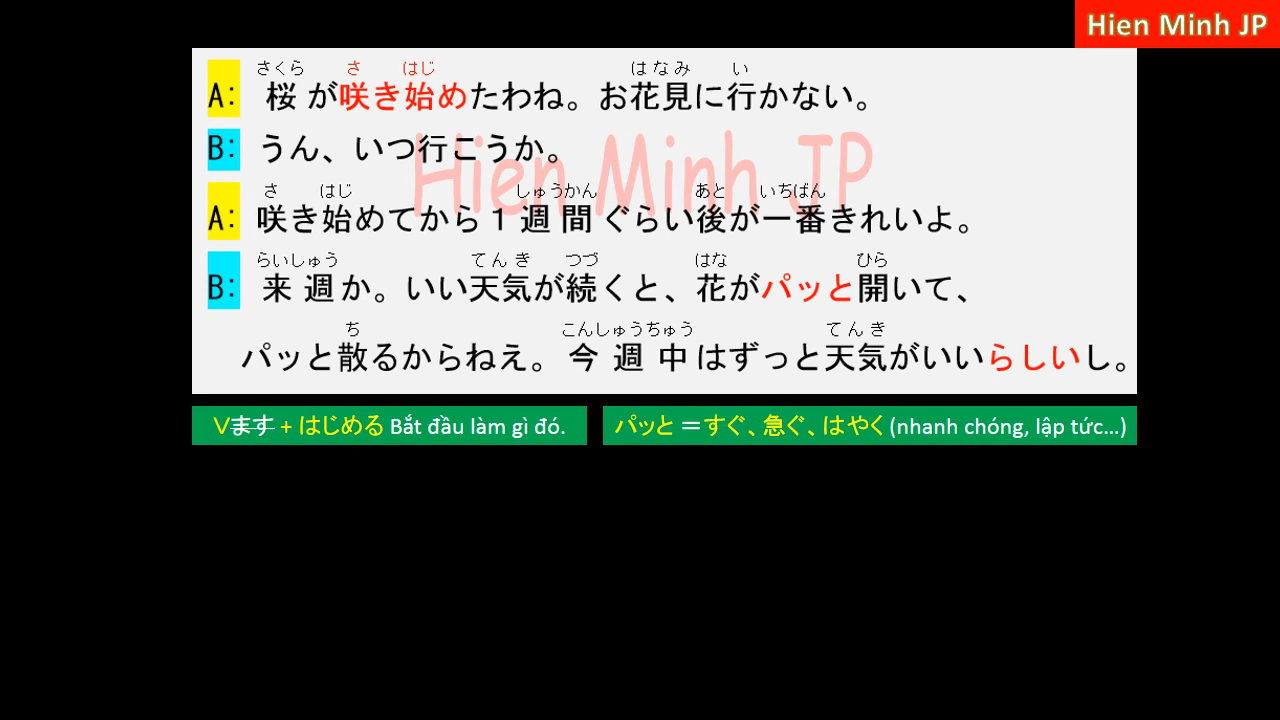 Hien Minh JP
さくら さ はじ はなみ い
A: 桜が咲き始めたわね。お花見に行かない。
B: うん、いつ行こうか。
Hien Minh JP
さ はじ しゅうかん あと いちばん
A: 咲き始めてから1週間ぐらい後が一番きれいよ。
らいしゅう てんき つづ はな ひら
B: 来週か。いい天気が続くと、花がパッと開いて、
ち こんしゅうちゅう てんき
パッと散るからねえ。今週中はずっと天気がいいらしいし。
Vます + はじめる Bắt đầu làm gì đó.
パッと =すぐ、急ぐ、はやく (nhanh chóng, lập tức...)